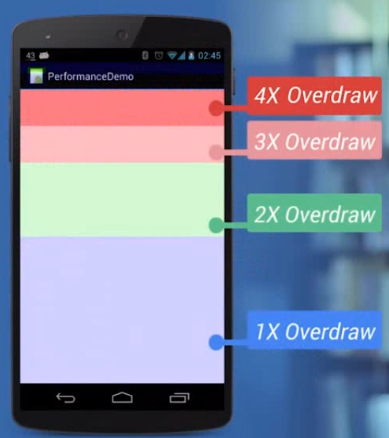 43 02:45
PerformanceDemo
4X Overdraw
3X Overdraw
2X Overdraw
1X Overdraw